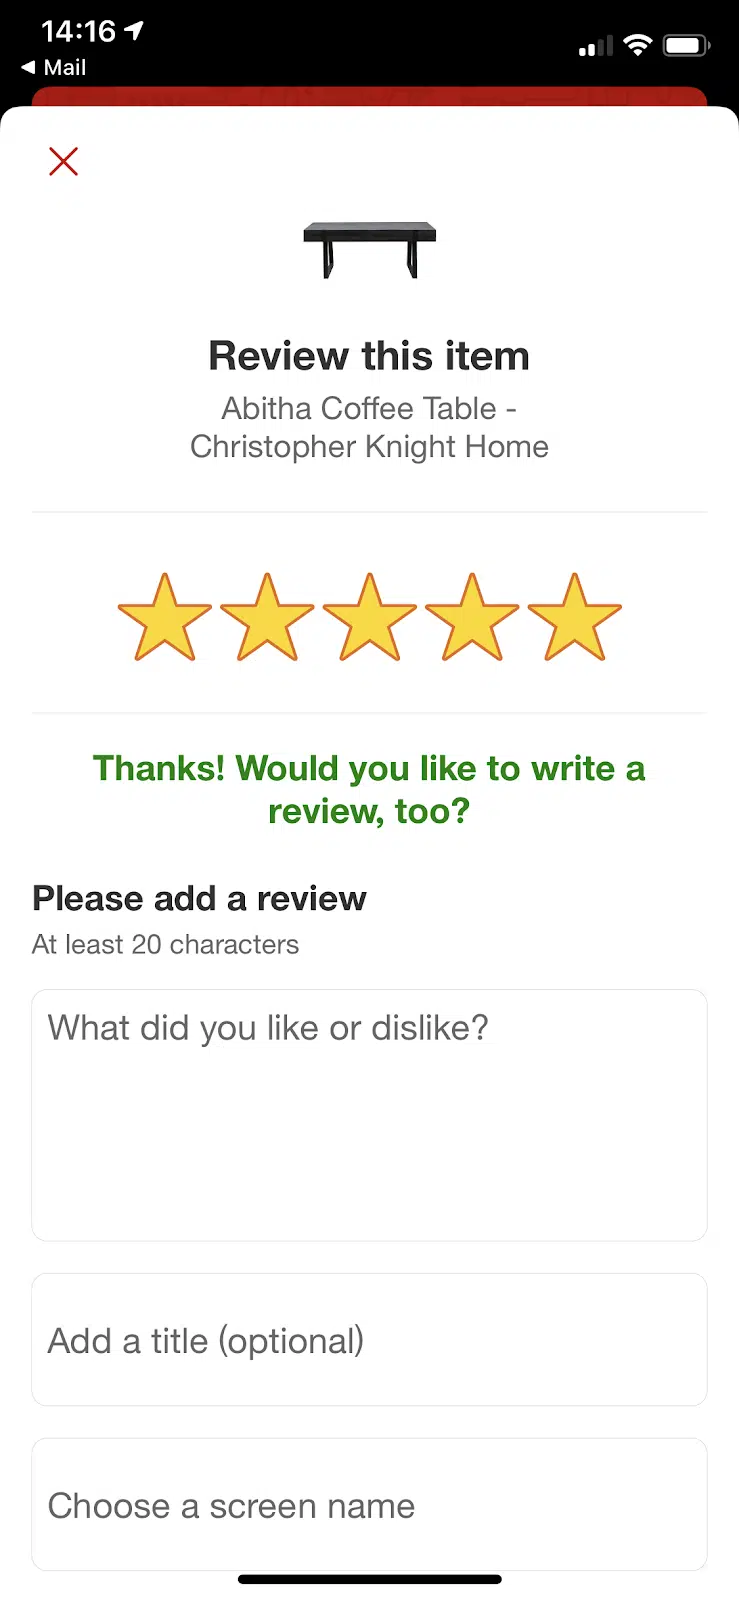 14:16
Mail
Review this item
Abitha Coffee Table -
Christopher Knight Home
Thanks! Would you like to write a
review, too?
Please add a review
At least 20 characters
What did you like or dislike?
Add a title (optional)
Choose a screen name